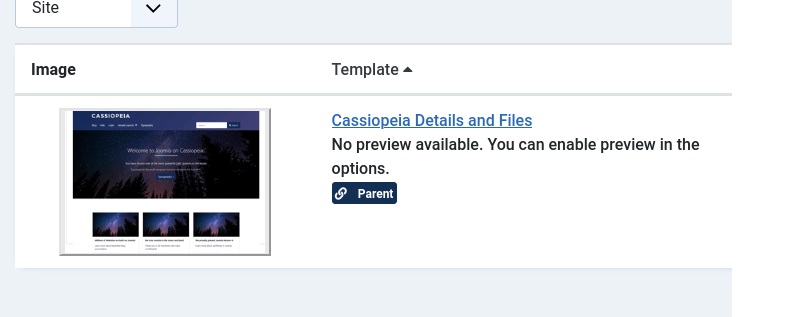 Site
Image
Template
CASSIOPEIA
Welcome to Joomla on Cassiopeia
Cassiopeia Details and Files
No preview available. You can enable preview in the
options.
Parent